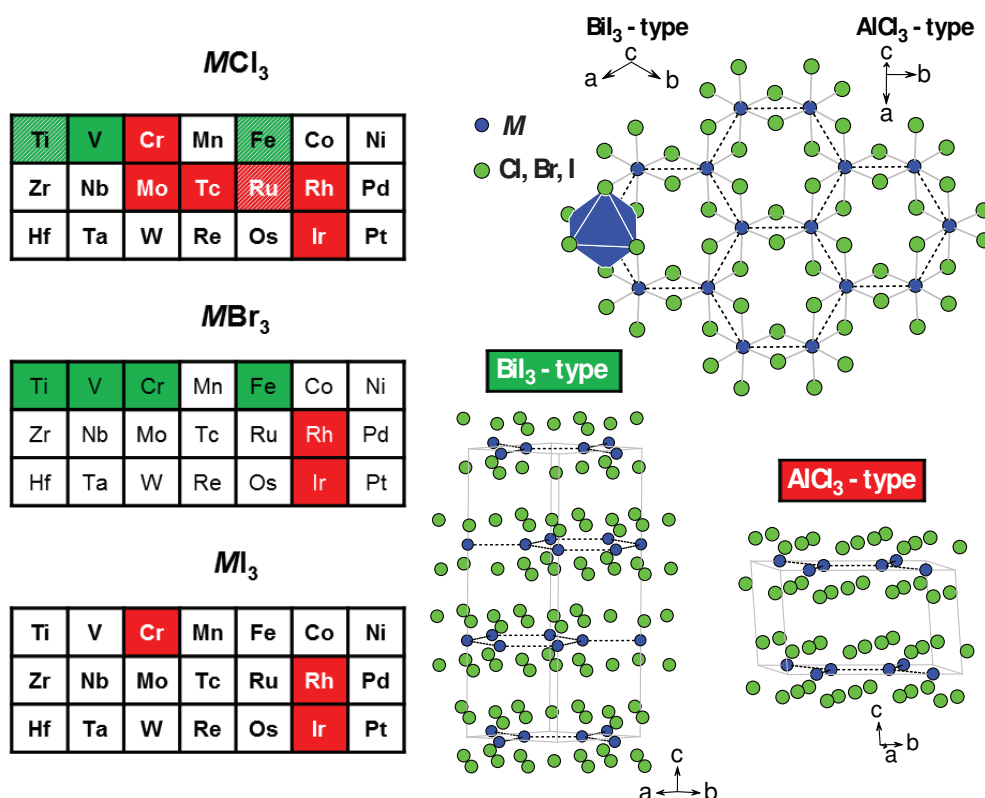 MCl₃
Ti V Cr Mn Fe Co Ni
Zr Nb Mo Tc Ru Rh Pd
Hf Ta W Re Os Ir Pt
MBr₃
Ti V Cr Mn Fe Co Ni
Zr Nb Mo Tc Ru Rh Pd
Hf Ta W Re Os Ir Pt
MI₃
Ti V Cr Mn Fe Co Ni
Zr Nb Mo Tc Ru Rh Pd
Hf Ta W Re Os Ir Pt
BiI₃ - type
c
a b
AlCl₃ - type
c
b
a
M
Cl, Br, I
BiI₃ - type
c
a b
AlCl₃ - type
c
a b